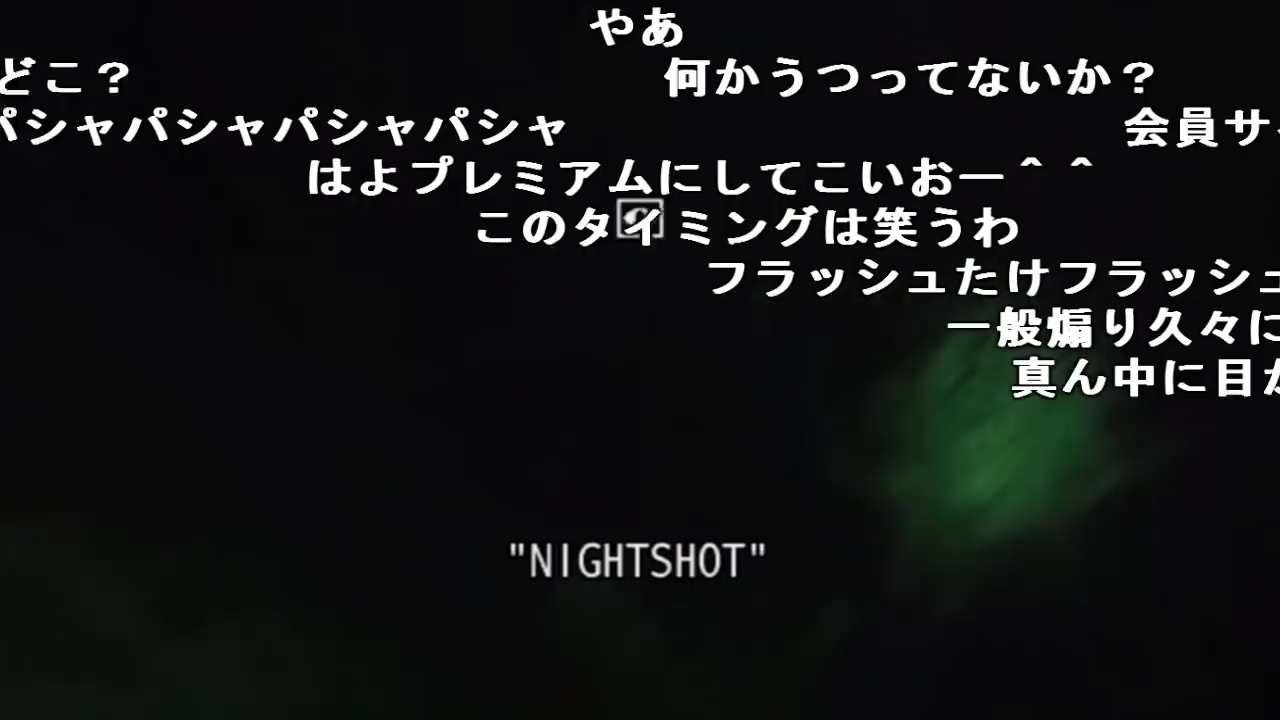 やあ
どこ？
何かうつってないか？
パシャパシャパシャパシャ
会員サ
はよプレミアムにしてこいおー＾＾
このタイミングは笑うわ
フラッシュたけフラッシュ
一般煽り久々に
真ん中に目が
"NIGHTSHOT"